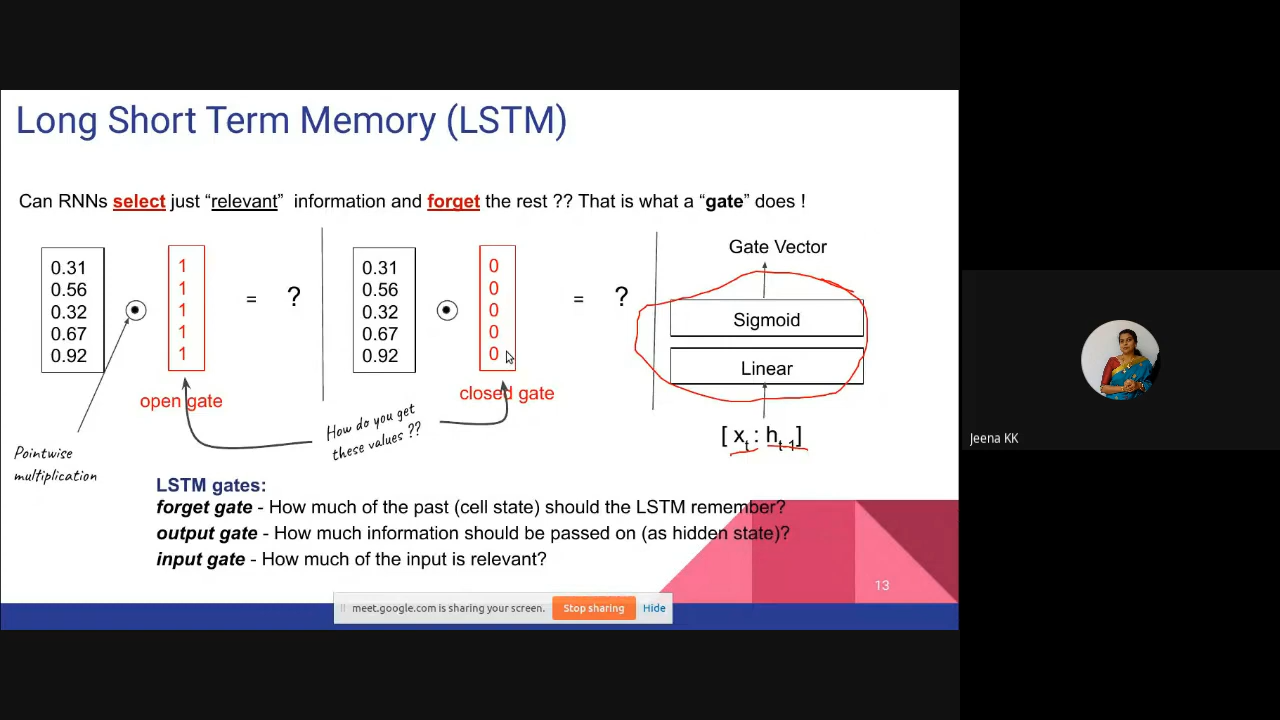 Long Short Term Memory (LSTM)
Can RNNs select just “relevant” information and forget the rest ?? That is what a “gate” does !
0.31
0.56
0.32
0.67
0.92
1
1
1
1
1
= ?
open gate
Pointwise
multiplication
0.31
0.56
0.32
0.67
0.92
0
0
0
0
0
= ?
closed gate
How do you get
these values ??
Gate Vector
Sigmoid
Linear
[ xt : ht-1]
LSTM gates:
forget gate - How much of the past (cell state) should the LSTM remember?
output gate - How much information should be passed on (as hidden state)?
input gate - How much of the input is relevant?
13
meet.google.com is sharing your screen. Stop sharing Hide
Jeena KK